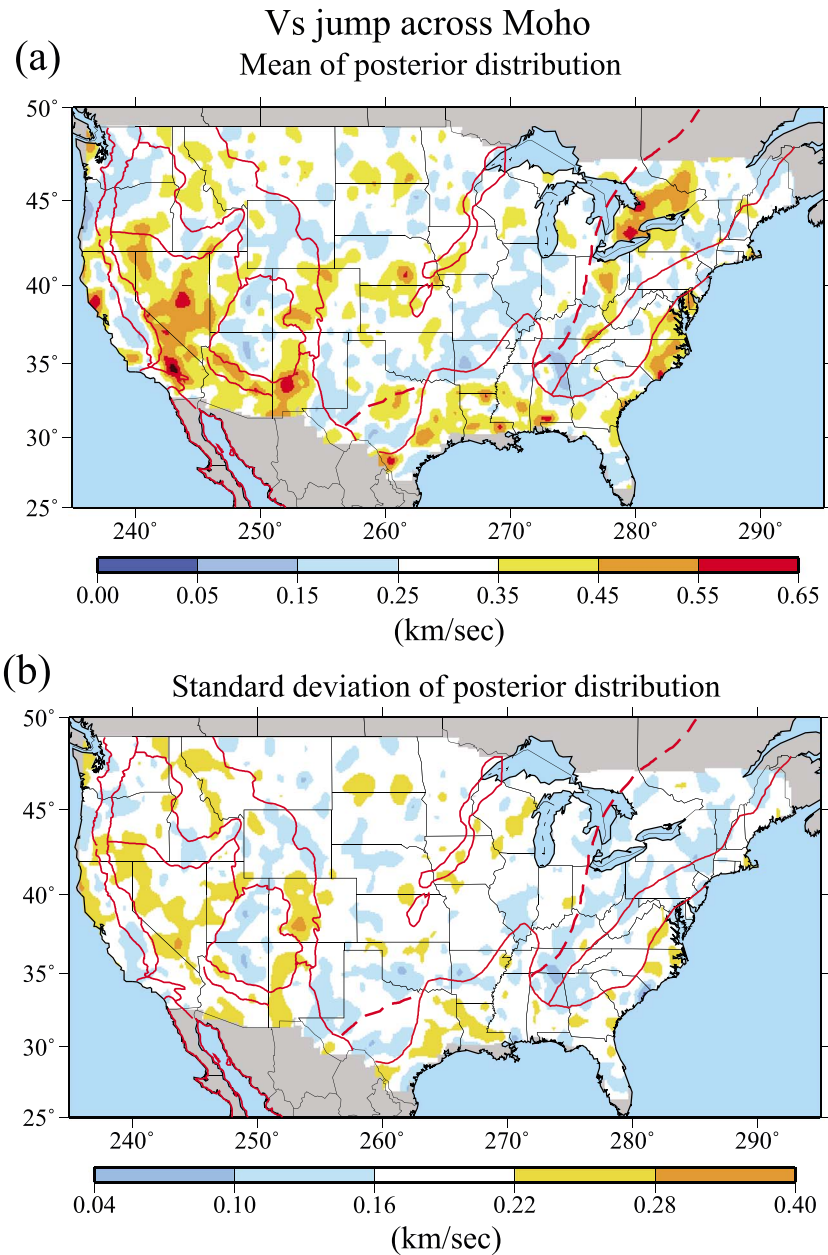 Vs jump across Moho
(a)
Mean of posterior distribution
50°
45°
40°
35°
30°
25°
240° 250° 260° 270° 280° 290°
0.00 0.05 0.15 0.25 0.35 0.45 0.55 0.65
(km/sec)
(b)
Standard deviation of posterior distribution
50°
45°
40°
35°
30°
25°
240° 250° 260° 270° 280° 290°
0.04 0.10 0.16 0.22 0.28 0.40
(km/sec)